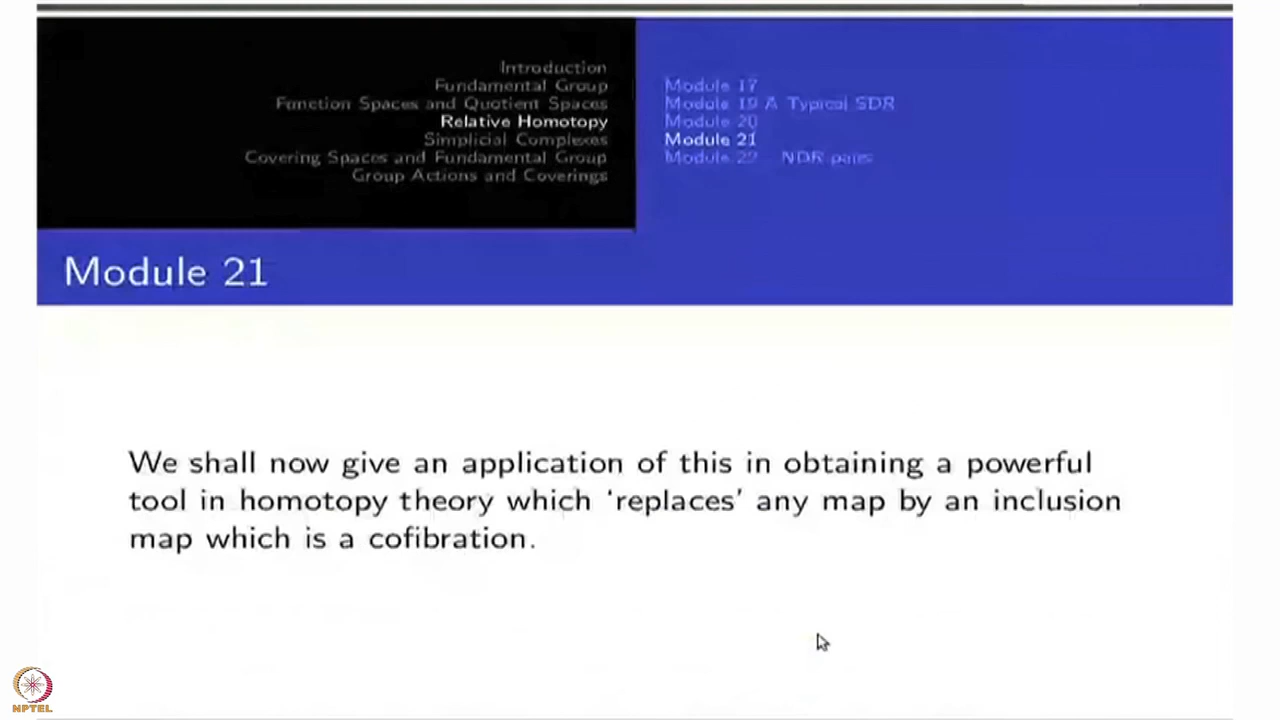 Introduction
Fundamental Group
Function Spaces and Quotient Spaces
Relative Homotopy
Simplicial Complexes
Covering Spaces and Fundamental Group
Group Actions and Coverings
Module 17
Module 19 A Typical SDR
Module 20
Module 21
Module 22 NDR pairs
Module 21
We shall now give an application of this in obtaining a powerful
tool in homotopy theory which ‘replaces’ any map by an inclusion
map which is a cofibration.
NPTEL